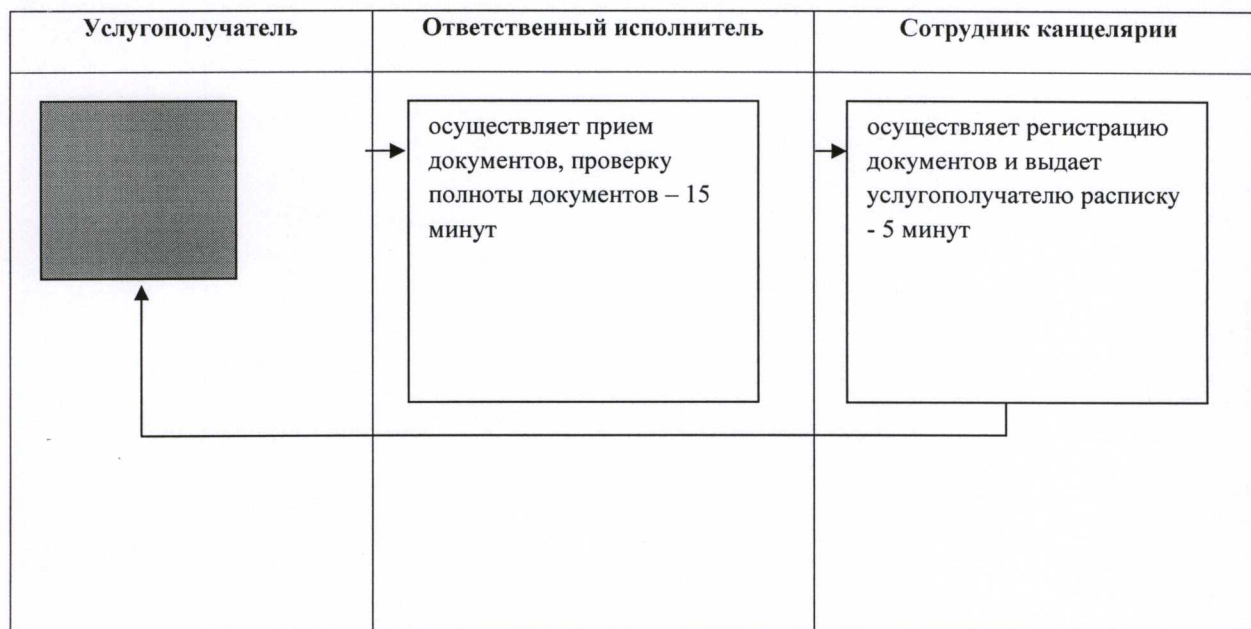 Услугополучатель
Ответственный исполнитель
Сотрудник канцелярии
осуществляет прием
документов, проверку
полноты документов – 15
минут
осуществляет регистрацию
документов и выдает
услугополучателю расписку
- 5 минут